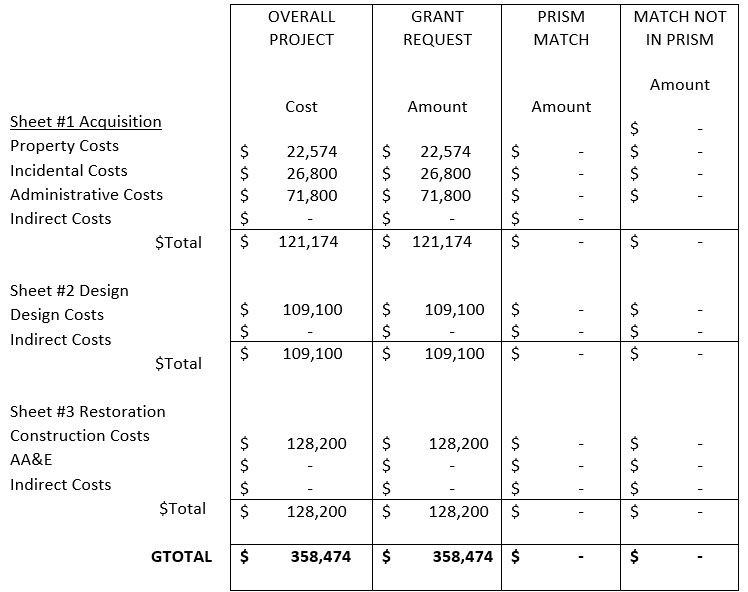 OVERALL GRANT PRISM MATCH NOT
PROJECT REQUEST MATCH IN PRISM
Amount
Cost Amount Amount
Sheet #1 Acquisition
$ -
Property Costs $ 22,574 $ 22,574 $ - $ -
Incidental Costs $ 26,800 $ 26,800 $ - $ -
Administrative Costs $ 71,800 $ 71,800 $ - $ -
Indirect Costs $ - $ - $ -
$Total $ 121,174 $ 121,174 $ - $ -
Sheet #2 Design
Design Costs $ 109,100 $ 109,100 $ - $ -
Indirect Costs $ - $ - $ - $ -
$Total $ 109,100 $ 109,100 $ - $ -
Sheet #3 Restoration
Construction Costs $ 128,200 $ 128,200 $ - $ -
AA&E $ - $ - $ - $ -
Indirect Costs $ - $ - $ - $ -
$Total $ 128,200 $ 128,200 $ - $ -
GTOTAL $ 358,474 $ 358,474 $ - $ -